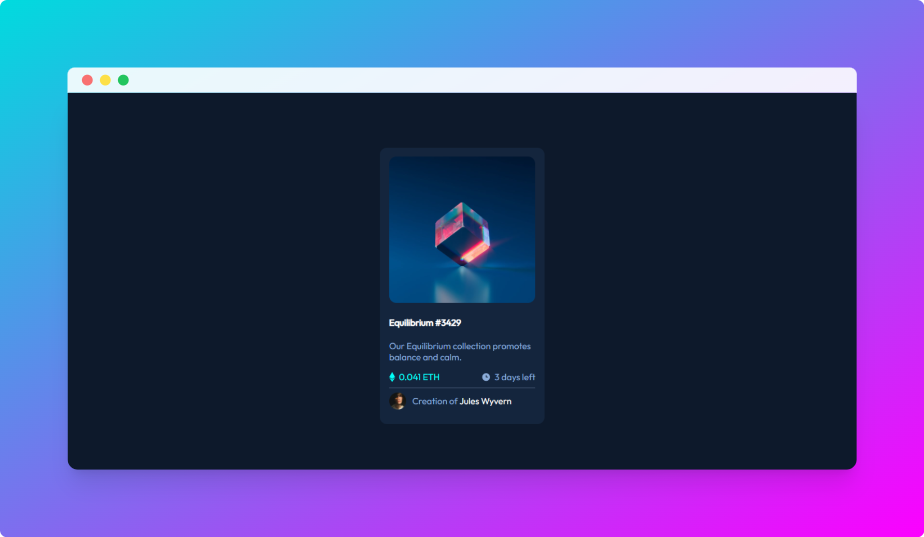 Equilibrium #3429
Our Equilibrium collection promotes
balance and calm.
0.041 ETH
3 days left
Creation of Jules Wyvern